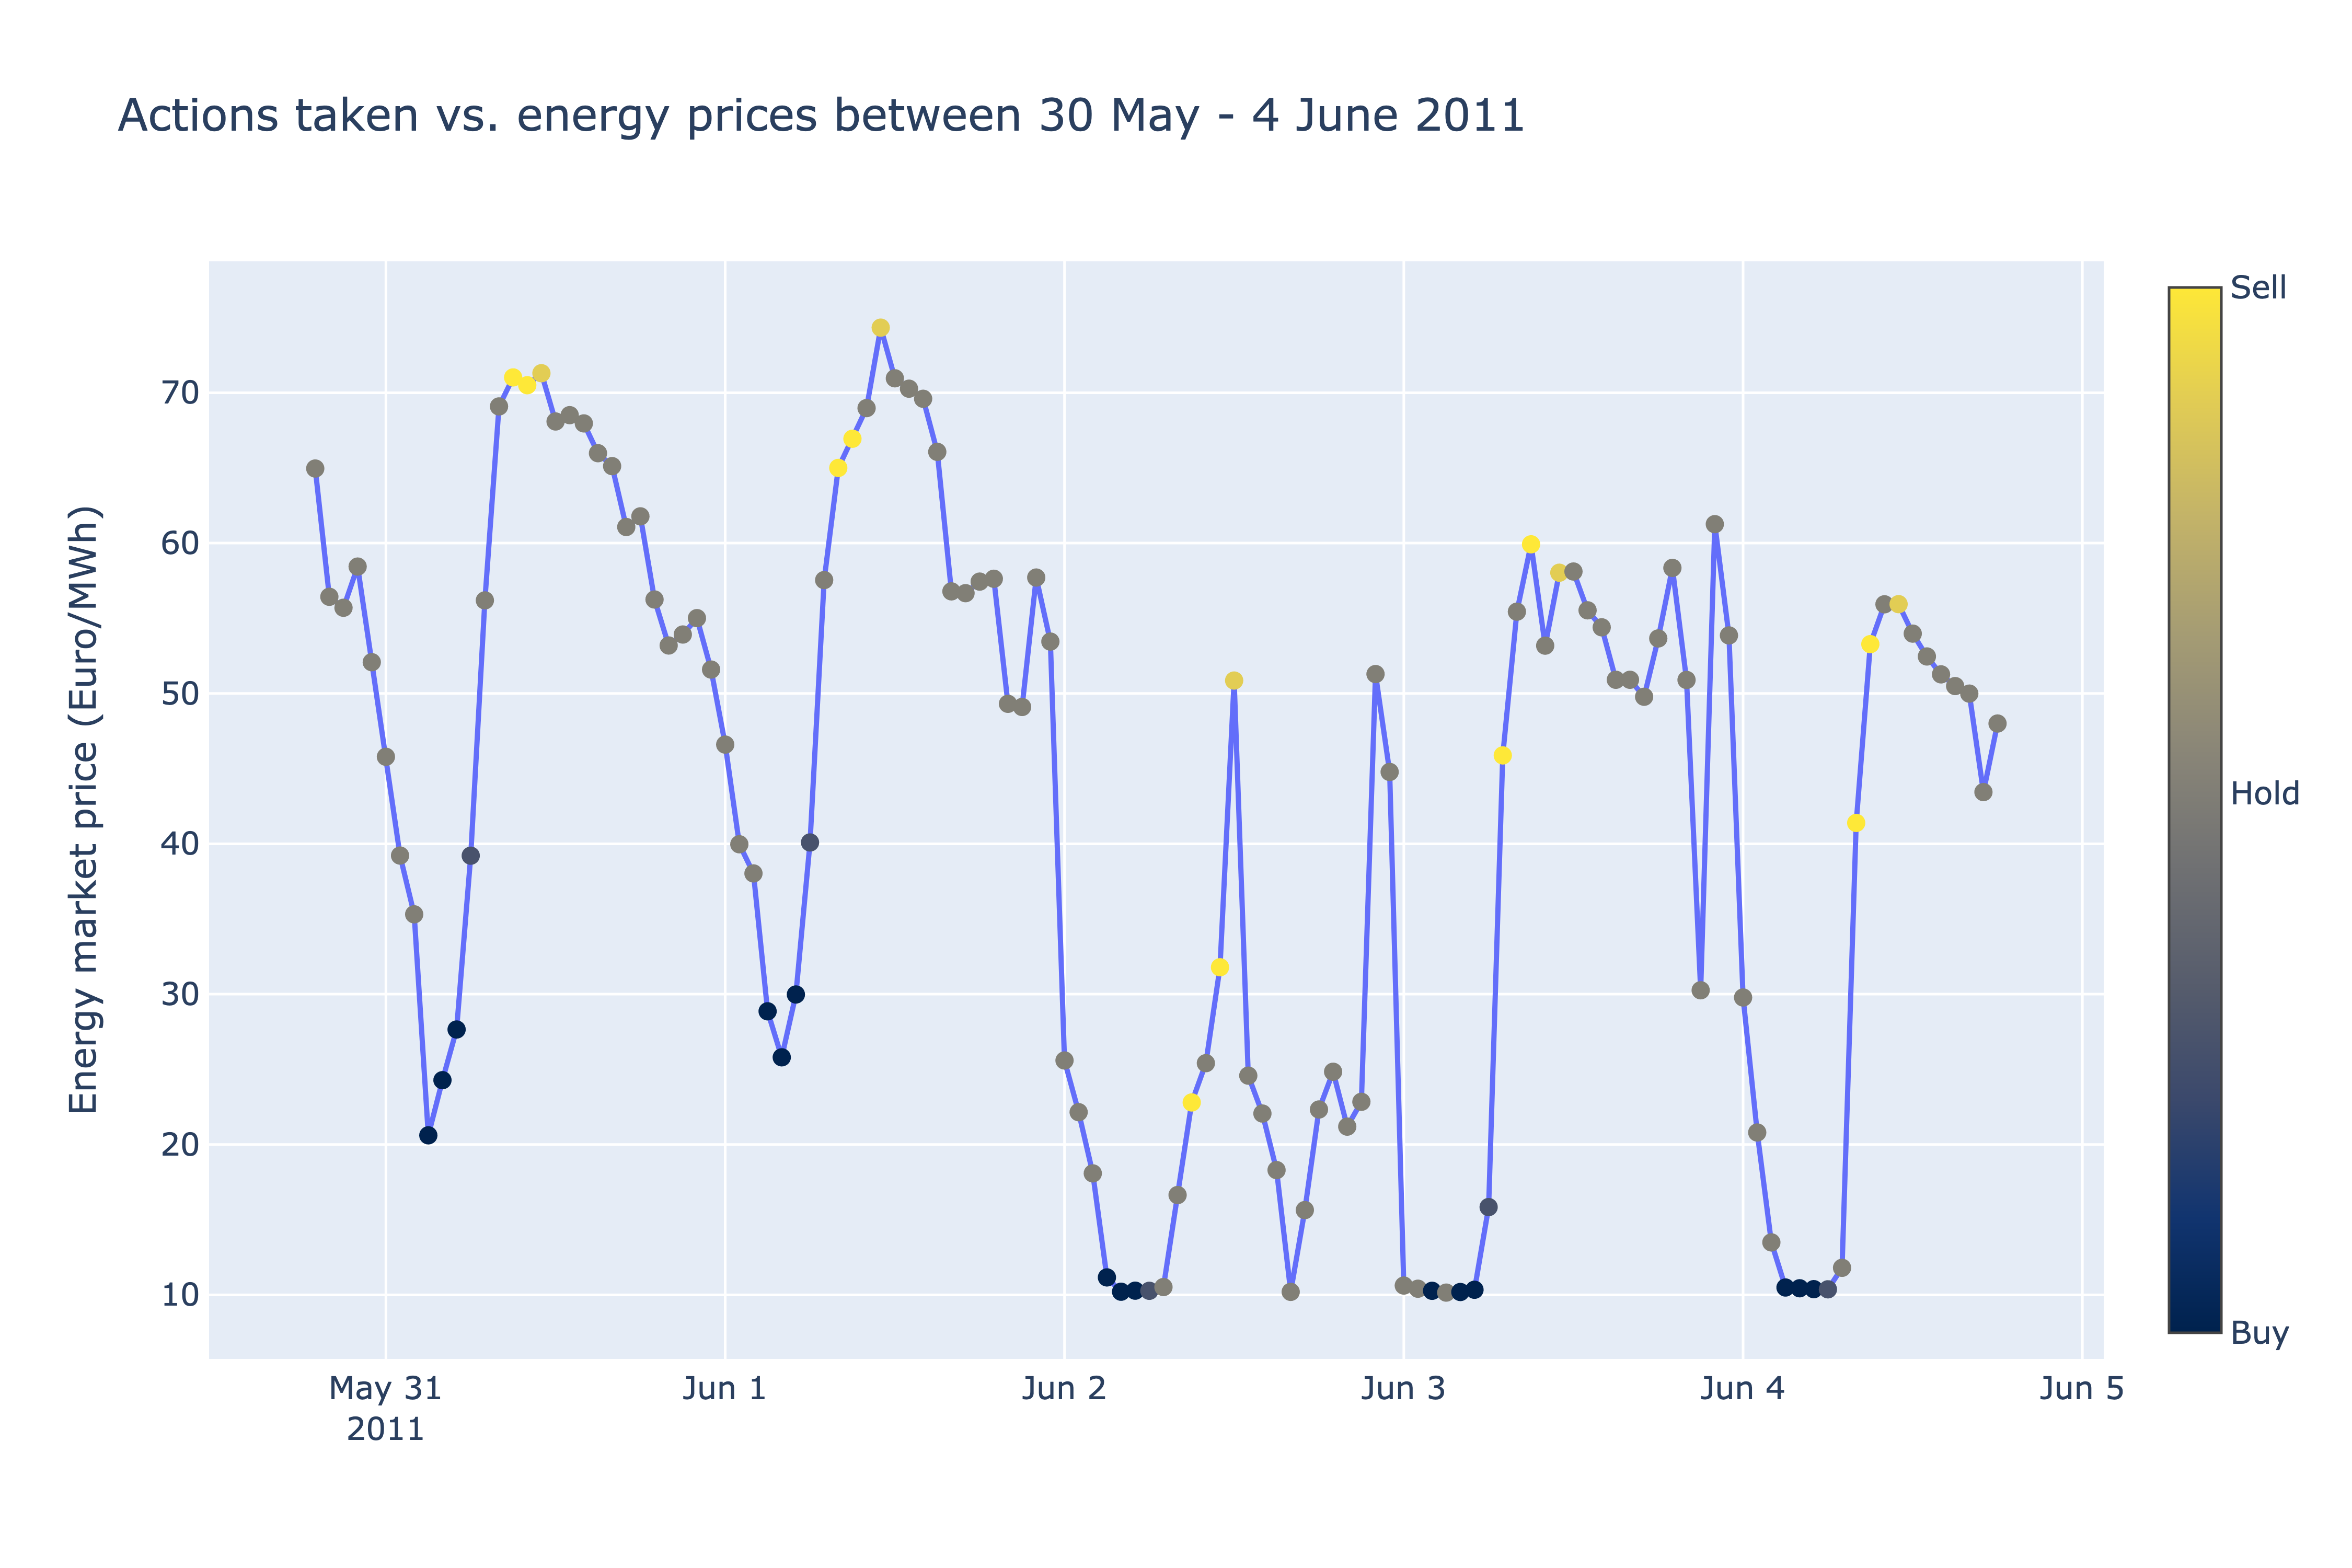 Actions taken vs. energy prices between 30 May - 4 June 2011
Energy market price (Euro/MWh)
70
60
50
40
30
20
10
May 31
2011
Jun 1
Jun 2
Jun 3
Jun 4
Jun 5
Sell
Hold
Buy